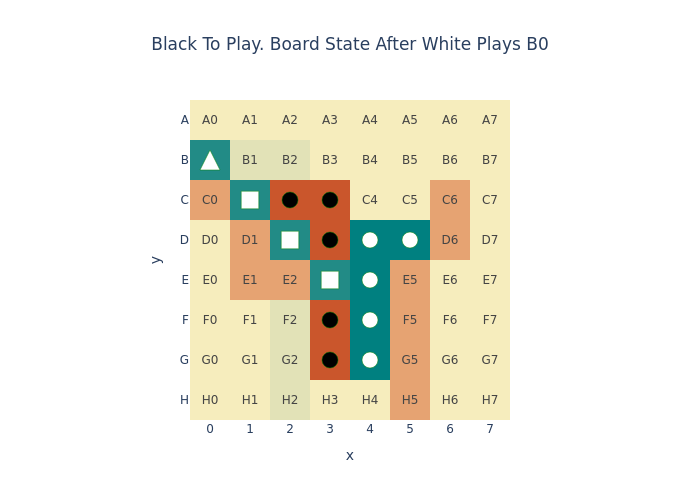 Black To Play. Board State After White Plays B0
A A0 A1 A2 A3 A4 A5 A6 A7
B B1 B2 B3 B4 B5 B6 B7
C C0 C4 C5 C6 C7
D D0 D1 D6 D7
E E0 E1 E2 E5 E6 E7
F F0 F1 F2 F5 F6 F7
G G0 G1 G2 G5 G6 G7
H H0 H1 H2 H3 H4 H5 H6 H7
0 1 2 3 4 5 6 7
x
y